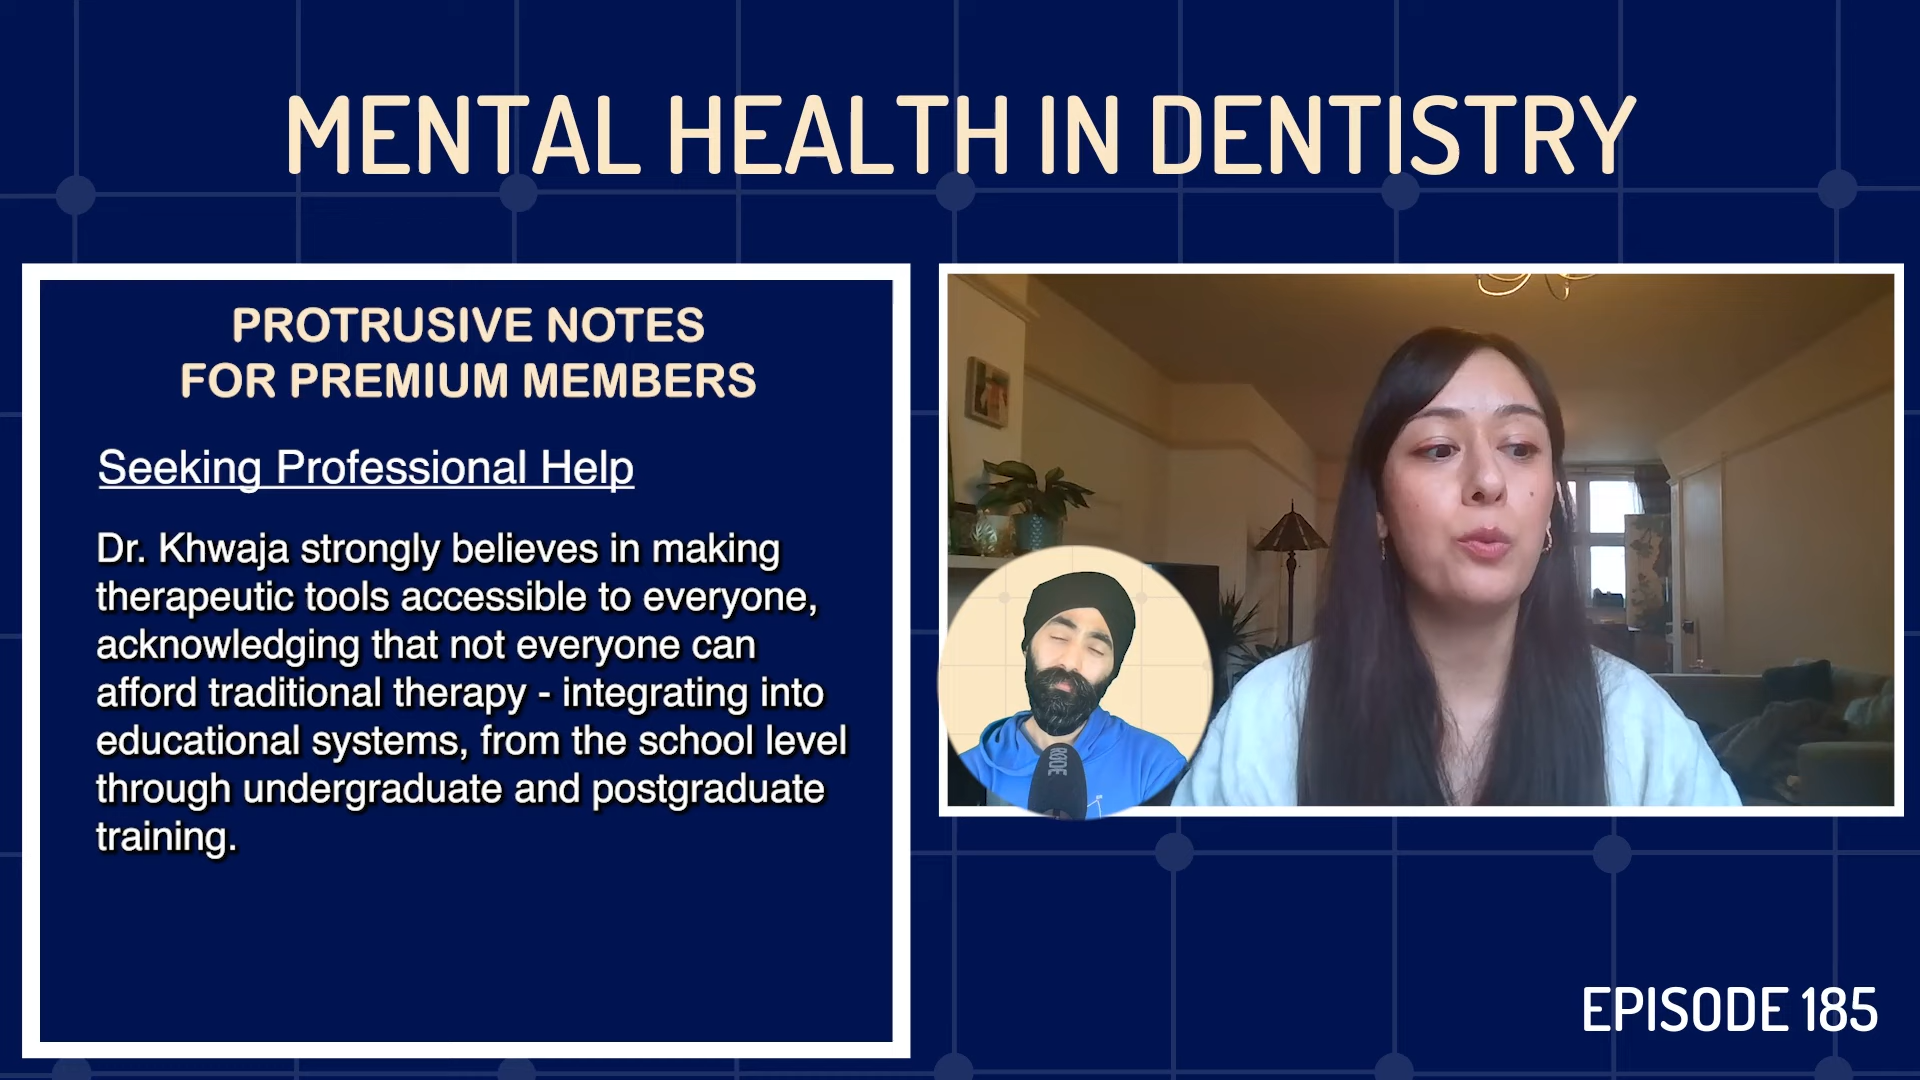 MENTAL HEALTH IN DENTISTRY
PROTRUSIVE NOTES
FOR PREMIUM MEMBERS
Seeking Professional Help
Dr. Khwaja strongly believes in making
therapeutic tools accessible to everyone,
acknowledging that not everyone can
afford traditional therapy - integrating into
educational systems, from the school level
through undergraduate and postgraduate
training.
RØDE
EPISODE 185